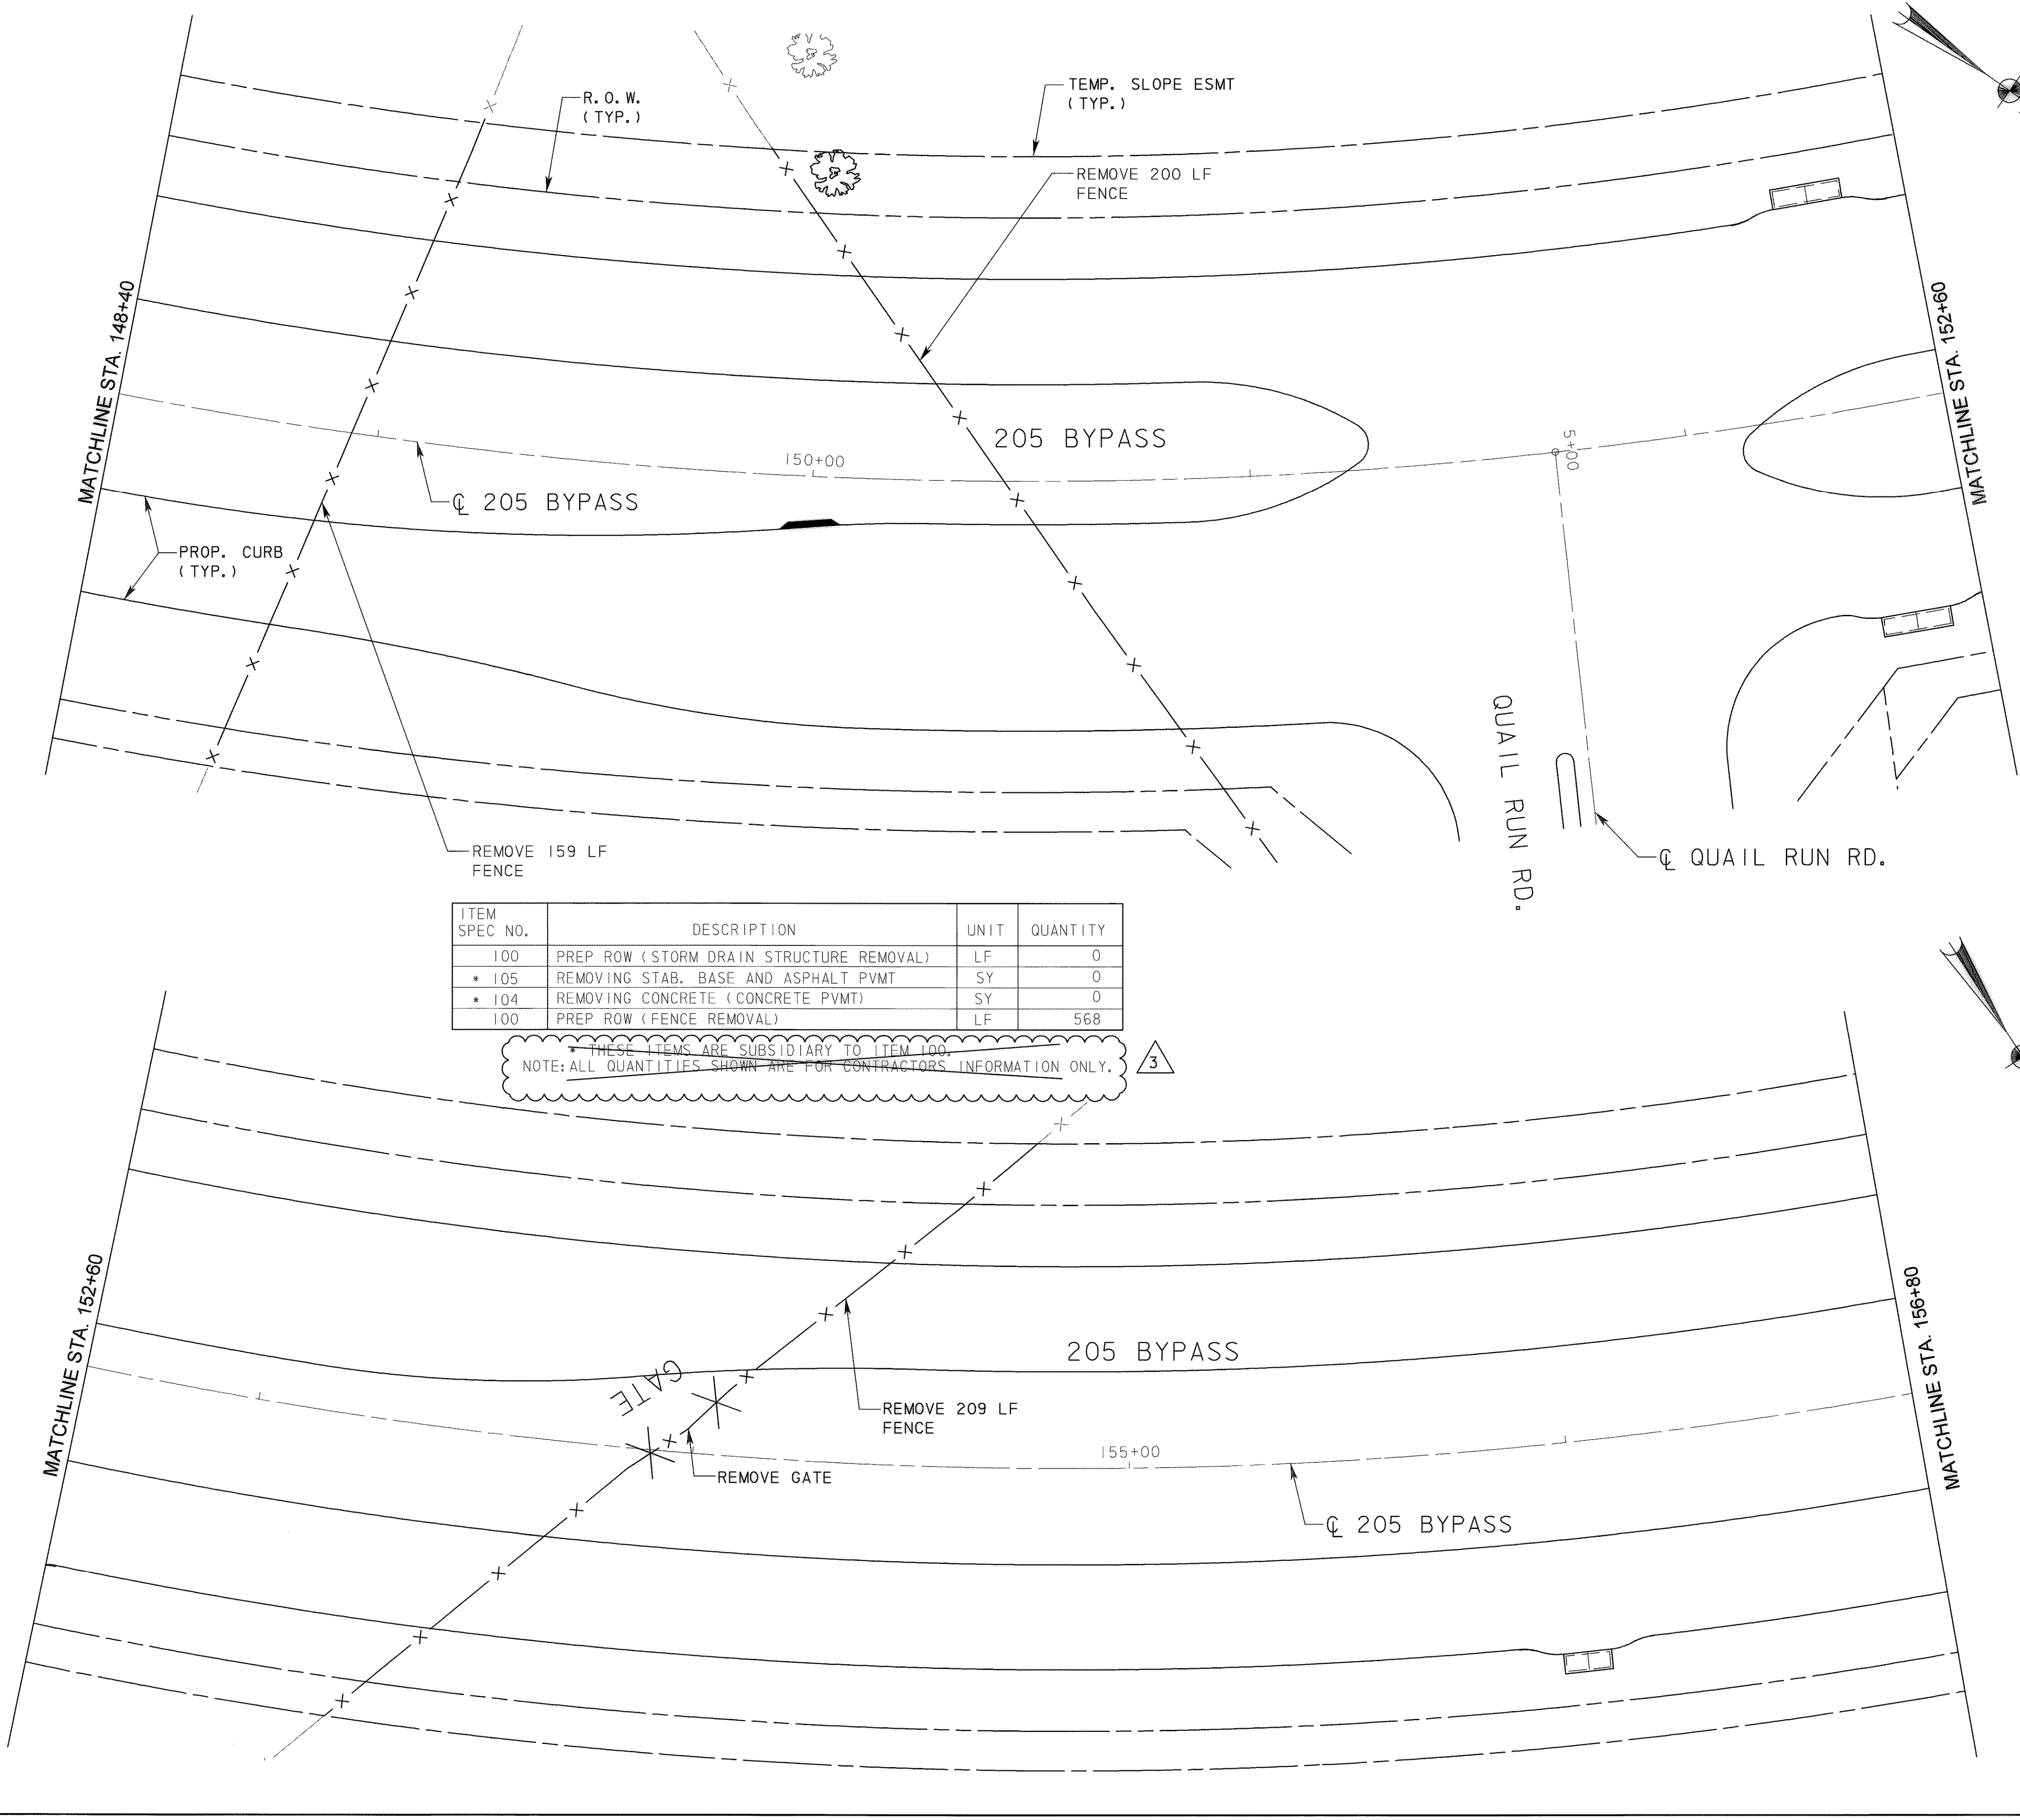 R.O.W.
(TYP.)
TEMP. SLOPE ESMT
(TYP.)
REMOVE 200 LF
FENCE
MATCHLINE STA. 148+40
MATCHLINE STA. 152+60
205 BYPASS
150+00
5+00
℄ 205 BYPASS
PROP. CURB
(TYP.)
QUAIL RUN RD.
REMOVE 159 LF
FENCE
℄ QUAIL RUN RD.
ITEM
SPEC NO. DESCRIPTION UNIT QUANTITY
100 PREP ROW (STORM DRAIN STRUCTURE REMOVAL) LF 0
* 105 REMOVING STAB. BASE AND ASPHALT PVMT SY 0
* 104 REMOVING CONCRETE (CONCRETE PVMT) SY 0
100 PREP ROW (FENCE REMOVAL) LF 568
* THESE ITEMS ARE SUBSIDIARY TO ITEM 100.
NOTE: ALL QUANTITIES SHOWN ARE FOR CONTRACTORS INFORMATION ONLY.
3
MATCHLINE STA. 152+60
MATCHLINE STA. 156+80
205 BYPASS
GATE
REMOVE 209 LF
FENCE
155+00
REMOVE GATE
℄ 205 BYPASS